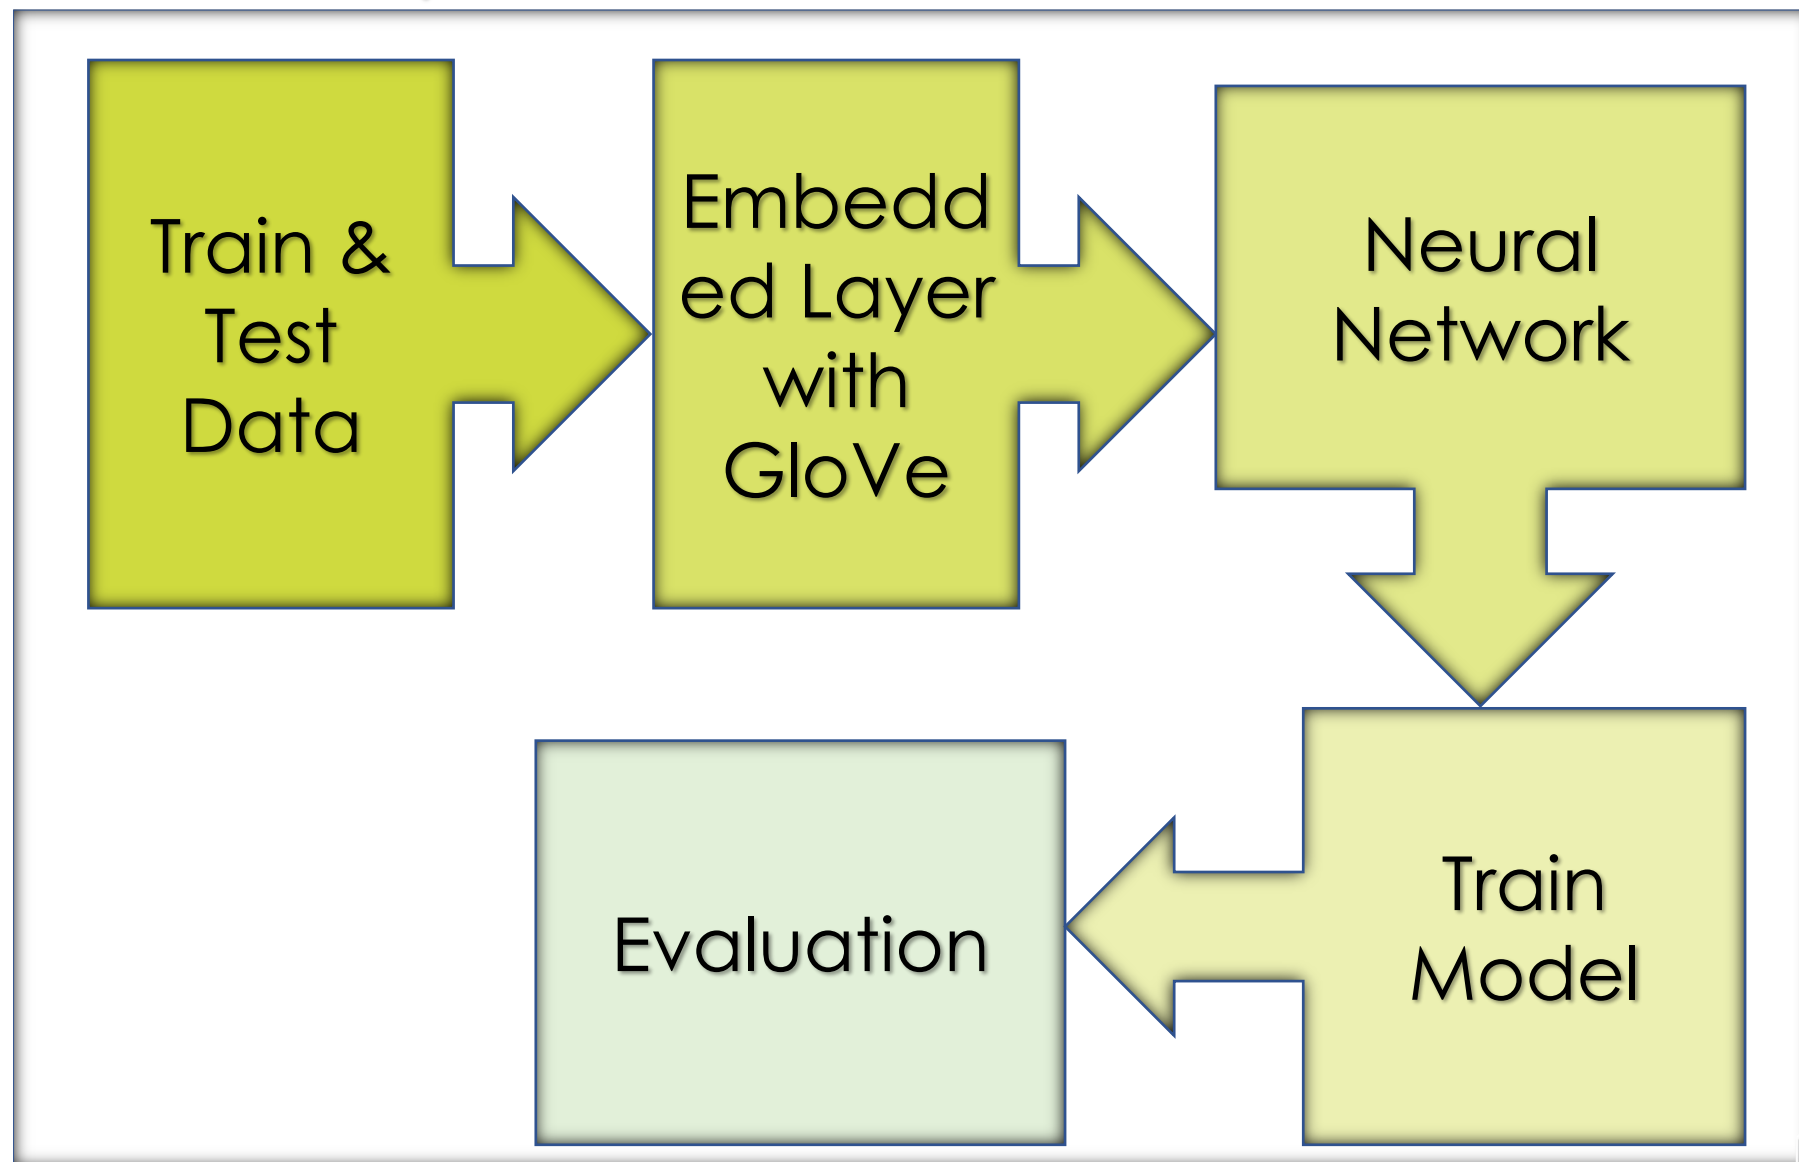 Train &
Test
Data
Embedd
ed Layer
with
GloVe
Neural
Network
Train
Model
Evaluation